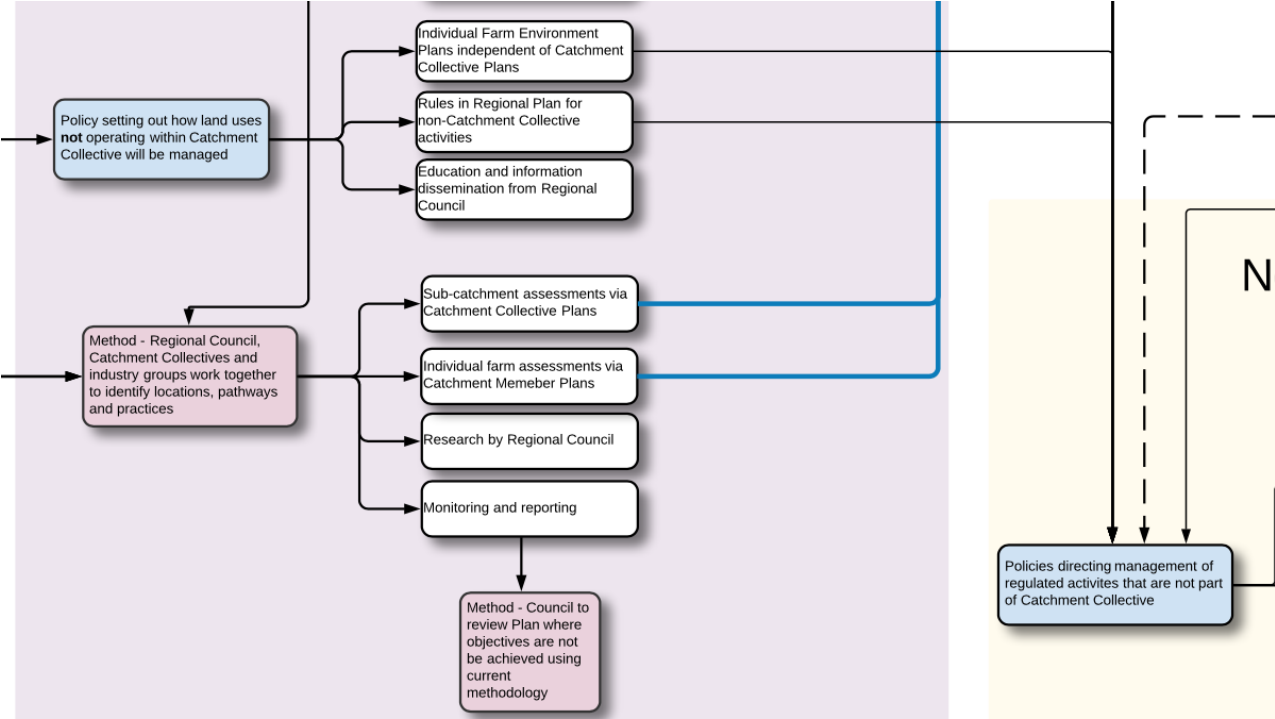 Individual Farm Environment
Plans independent of Catchment
Collective Plans
Policy setting out how land uses
not operating within Catchment
Collective will be managed
Rules in Regional Plan for
non-Catchment Collective
activities
Education and information
dissemination from Regional
Council
Sub-catchment assessments via
Catchment Collective Plans
Method - Regional Council,
Catchment Collectives and
industry groups work together
to identify locations, pathways
and practices
Individual farm assessments via
Catchment Memeber Plans
Research by Regional Council
Monitoring and reporting
Method - Council to
review Plan where
objectives are not
be achieved using
current
methodology
Policies directing management of
regulated activites that are not part
of Catchment Collective